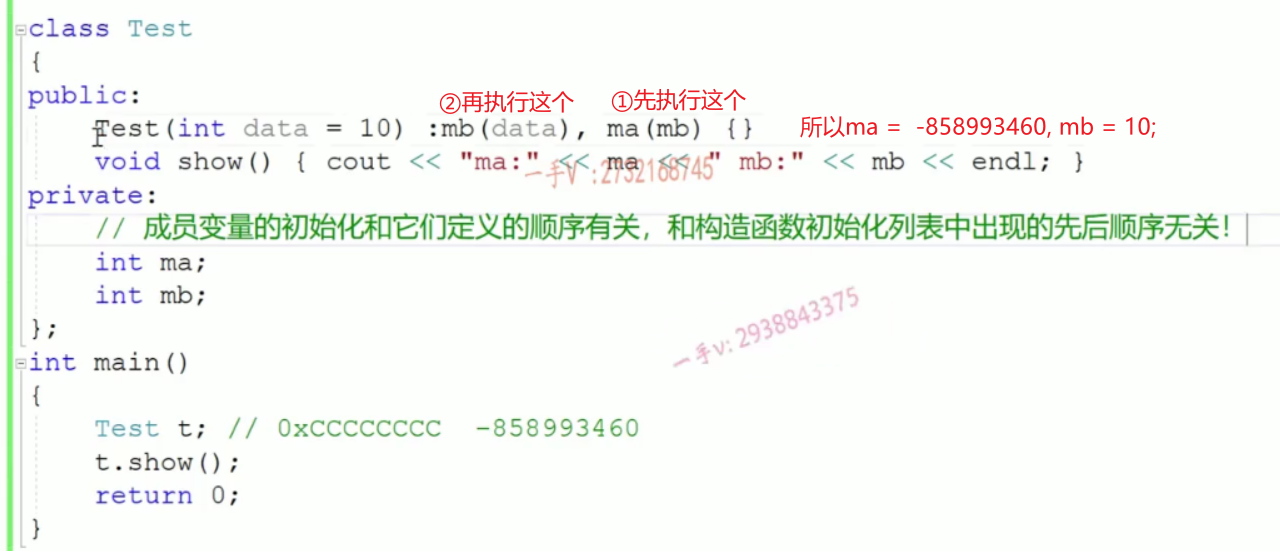 class Test
{
public:
②再执行这个 ①先执行这个
Test(int data = 10) :mb(data), ma(mb) {} 所以ma = -858993460, mb = 10;
void show() { cout << "ma:" << ma << " mb:" << mb << endl; }
一手V :2732168745
private:
// 成员变量的初始化和它们定义的顺序有关，和构造函数初始化列表中出现的先后顺序无关！
int ma;
int mb;
一手v: 2938843375
};
int main()
{
Test t; // 0xCCCCCCCC -858993460
t.show();
return 0;
}